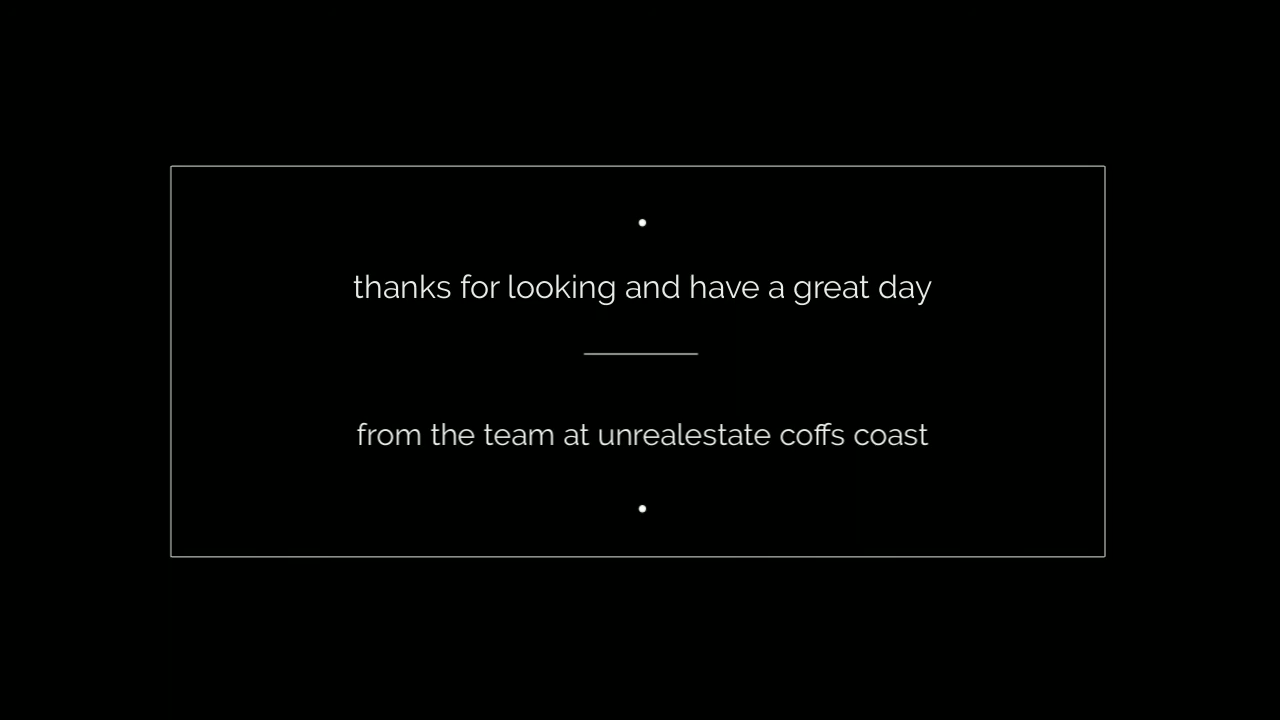 thanks for looking and have a great day
from the team at unrealestate coffs coast